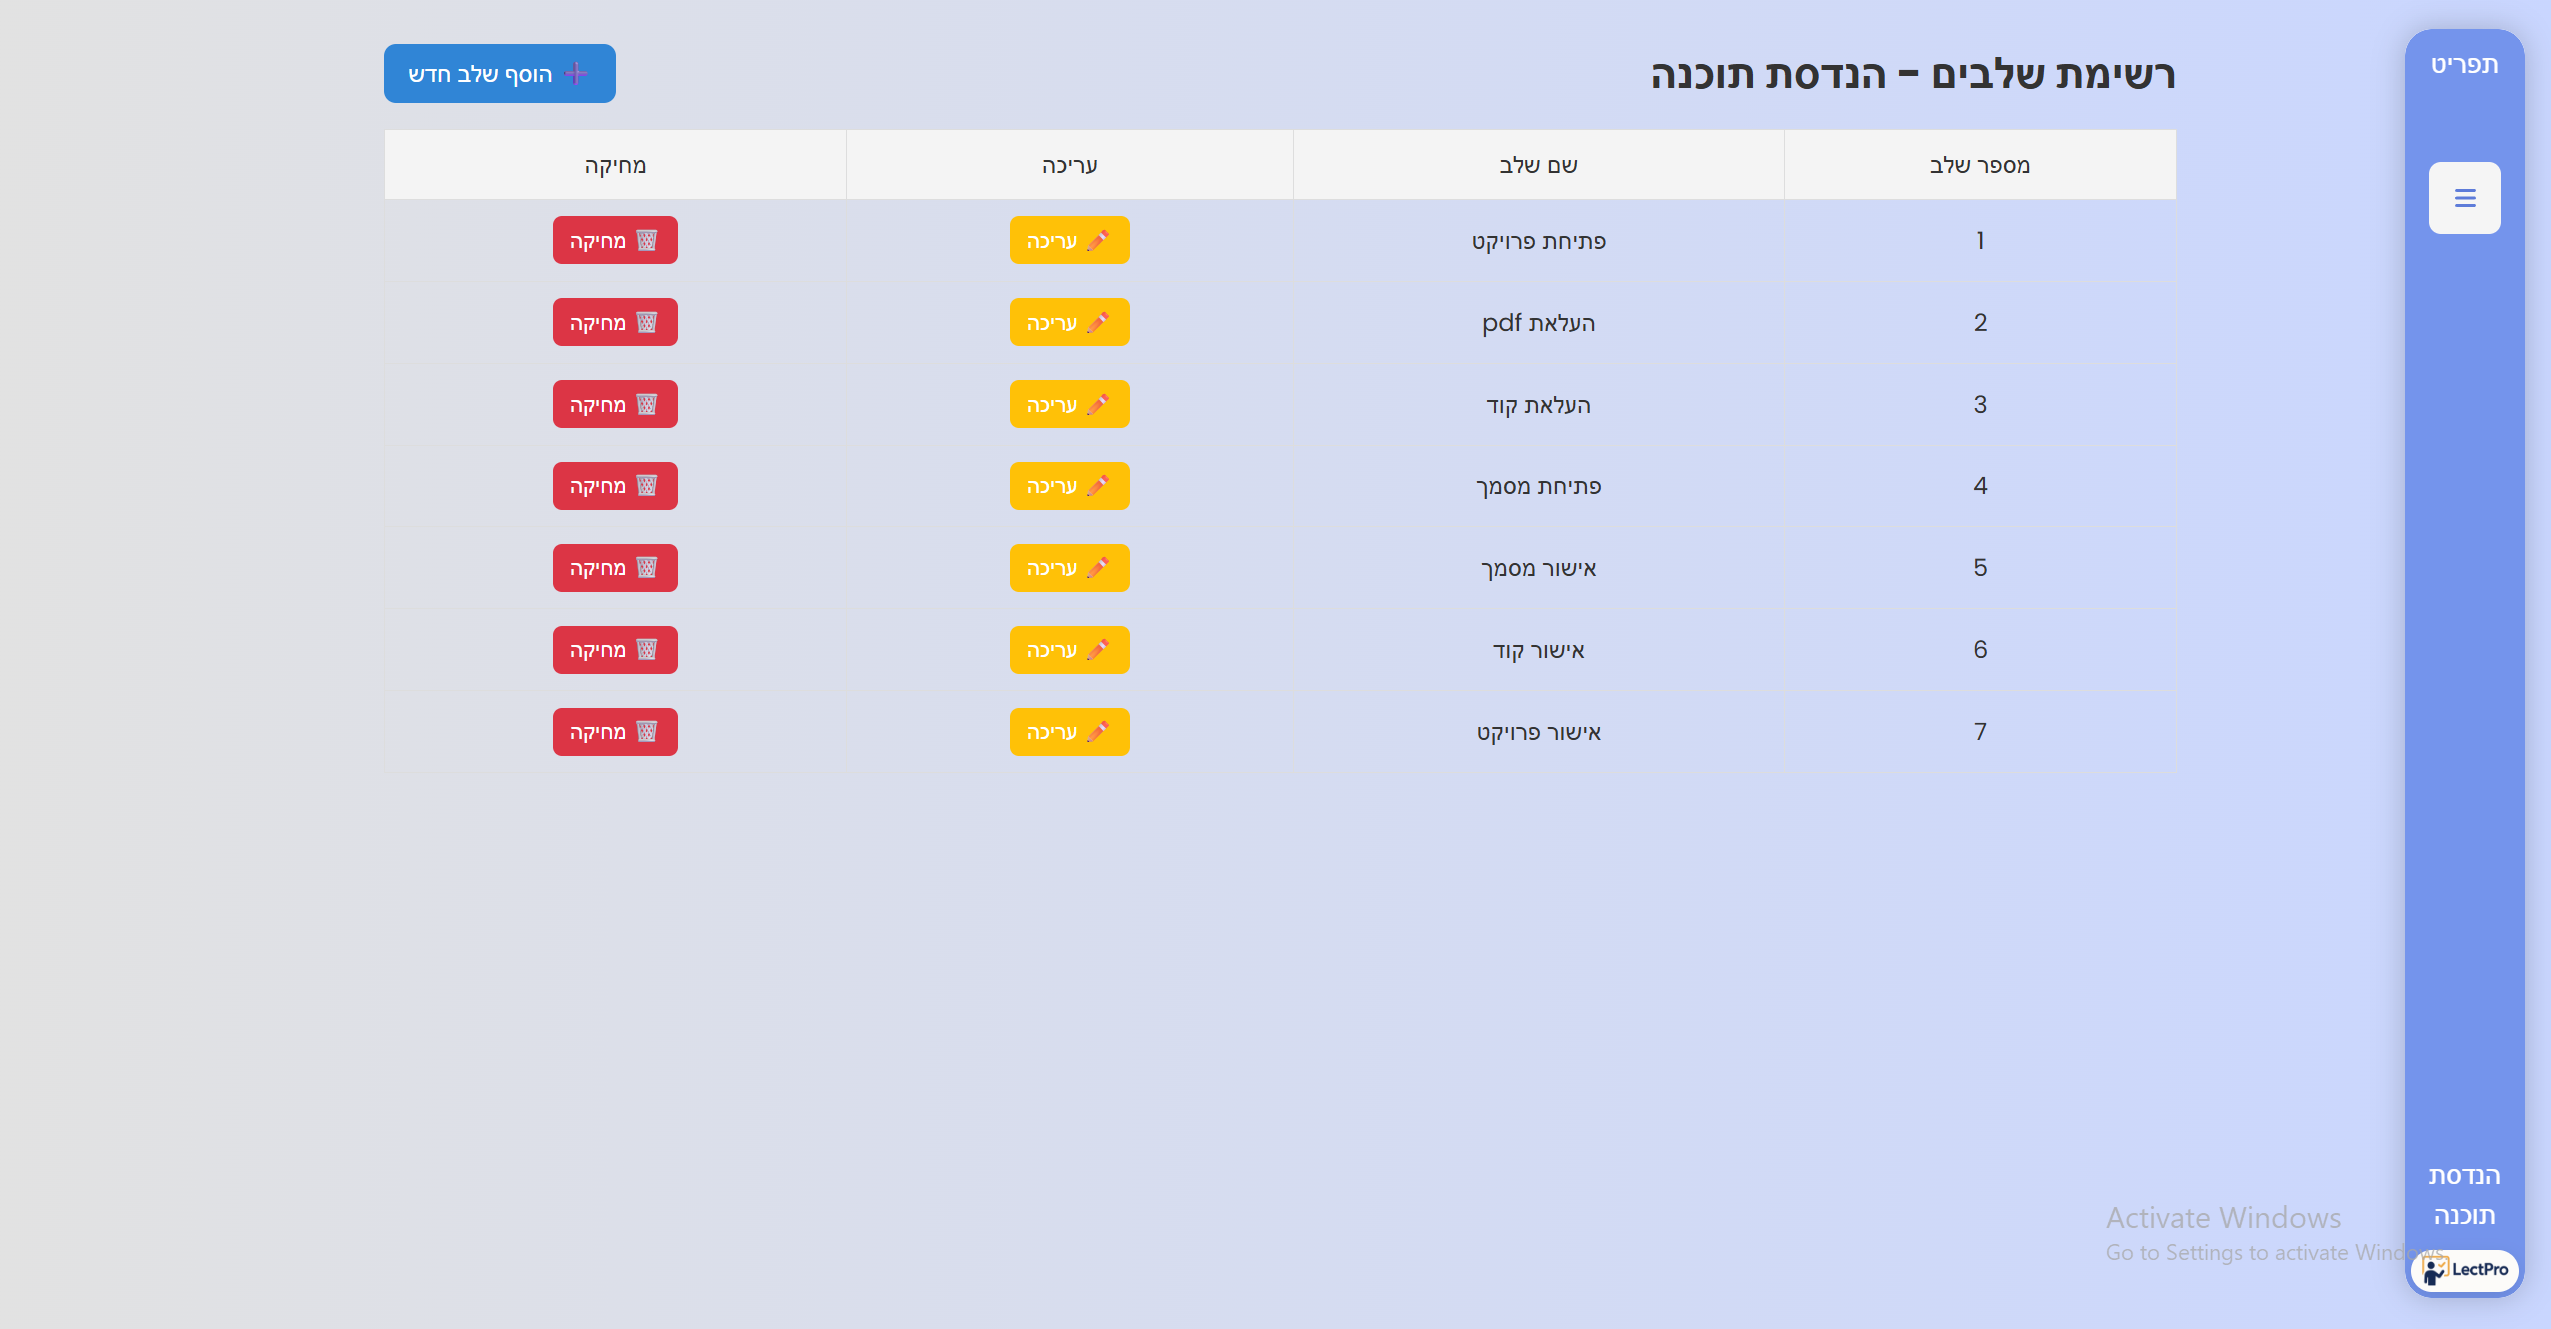 תפריט
רשימת שלבים – הנדסת תוכנה
הוסף שלב חדש
מספר שלב שם שלב עריכה מחיקה
1 פתיחת פרויקט עריכה מחיקה
2 העלאת pdf עריכה מחיקה
3 העלאת קוד עריכה מחיקה
4 פתיחת מסמך עריכה מחיקה
5 אישור מסמך עריכה מחיקה
6 אישור קוד עריכה מחיקה
7 אישור פרויקט עריכה מחיקה
הנדסת
תוכנה
Activate Windows
Go to Settings to activate Windows.
LectPro